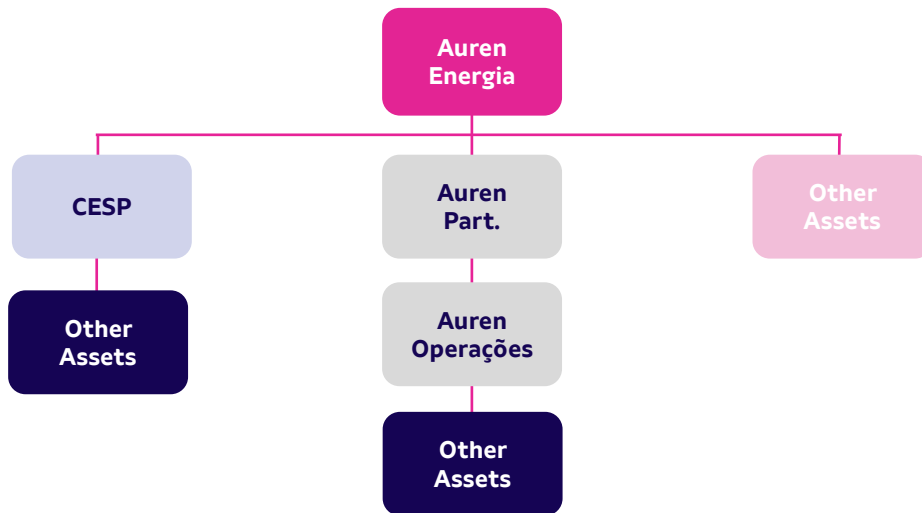 Auren
Energia
CESP
Auren
Part.
Other
Assets
Other
Assets
Auren
Operações
Other
Assets